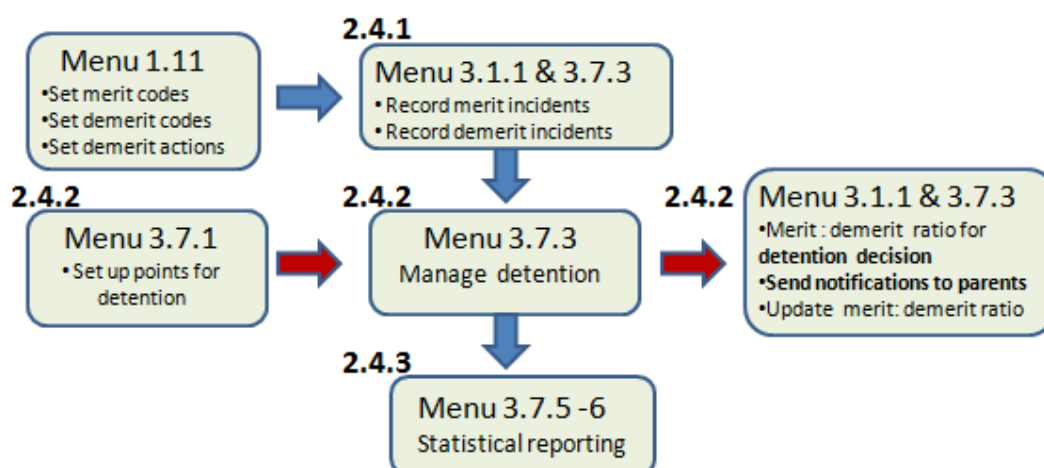 Menu 1.11
•Set merit codes
•Set demerit codes
•Set demerit actions
2.4.1
Menu 3.1.1 & 3.7.3
• Record merit incidents
• Record demerit incidents
2.4.2
Menu 3.7.1
• Set up points for
detention
2.4.2
Menu 3.7.3
Manage detention
2.4.2
Menu 3.1.1 & 3.7.3
•Merit : demerit ratio for
detention decision
•Send notifications to parents
•Update merit: demerit ratio
2.4.3
Menu 3.7.5 -6
Statistical reporting